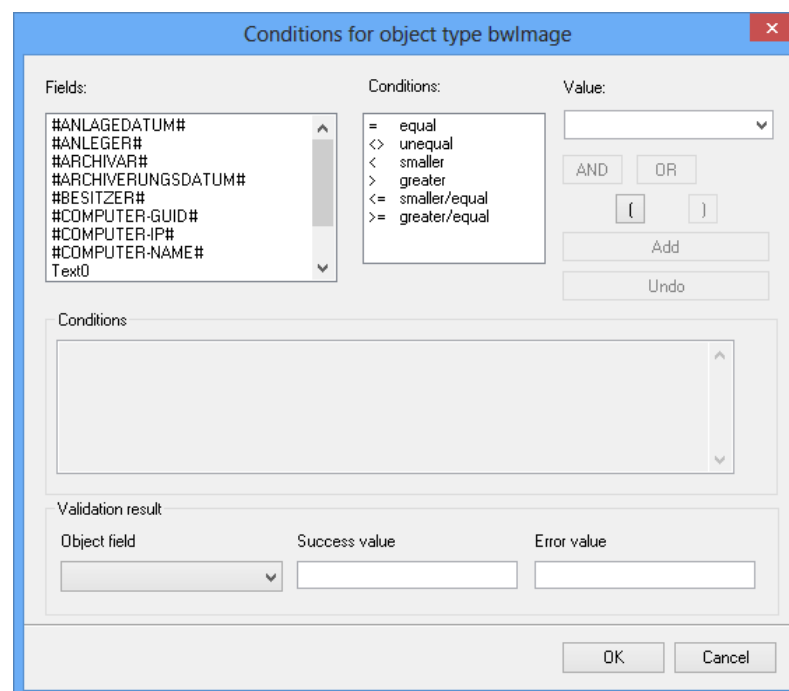 Conditions for object type bwImage
Fields:
#ANLAGEDATUM#
#ANLEGER#
#ARCHIVAR#
#ARCHIVERUNGSDATUM#
#BESITZER#
#COMPUTER-GUID#
#COMPUTER-IP#
#COMPUTER-NAME#
Text0
Conditions:
= equal
<> unequal
< smaller
> greater
<= smaller/equal
>= greater/equal
Value:
AND OR
( )
Add
Undo
Conditions
Validation result
Object field Success value Error value
OK Cancel